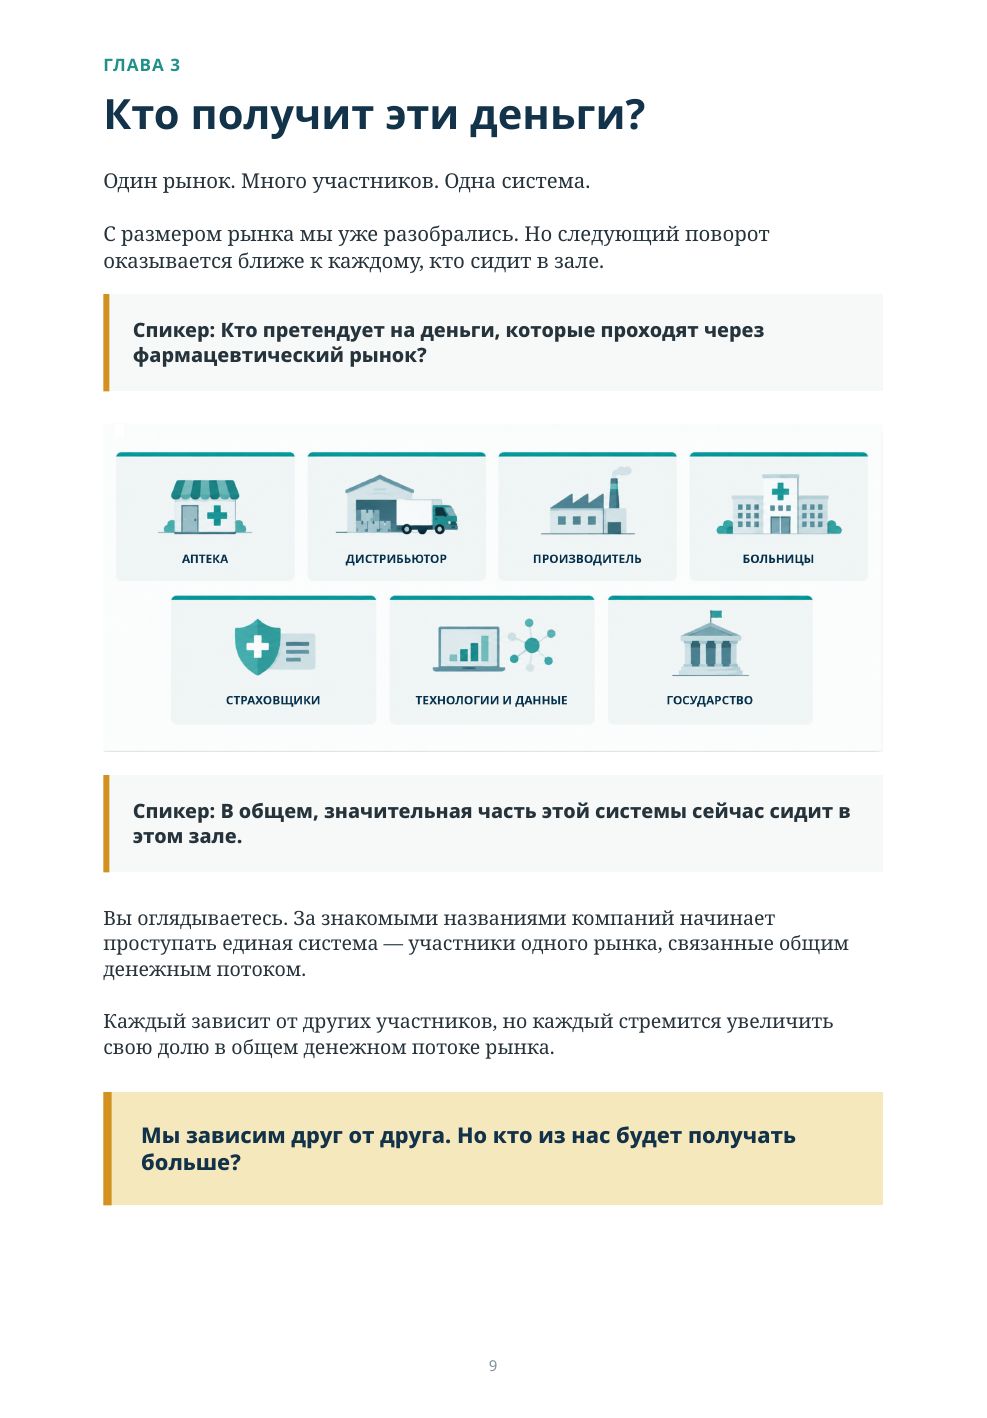 ГЛАВА 3
Кто получит эти деньги?
Один рынок. Много участников. Одна система.
С размером рынка мы уже разобрались. Но следующий поворот
оказывается ближе к каждому, кто сидит в зале.
Спикер: Кто претендует на деньги, которые проходят через
фармацевтический рынок?
АПТЕКА
ДИСТРИБЬЮТОР
ПРОИЗВОДИТЕЛЬ
БОЛЬНИЦЫ
СТРАХОВЩИКИ
ТЕХНОЛОГИИ И ДАННЫЕ
ГОСУДАРСТВО
Спикер: В общем, значительная часть этой системы сейчас сидит в
этом зале.
Вы оглядываетесь. За знакомыми названиями компаний начинает
проступать единая система — участники одного рынка, связанные общим
денежным потоком.
Каждый зависит от других участников, но каждый стремится увеличить
свою долю в общем денежном потоке рынка.
Мы зависим друг от друга. Но кто из нас будет получать
больше?
9